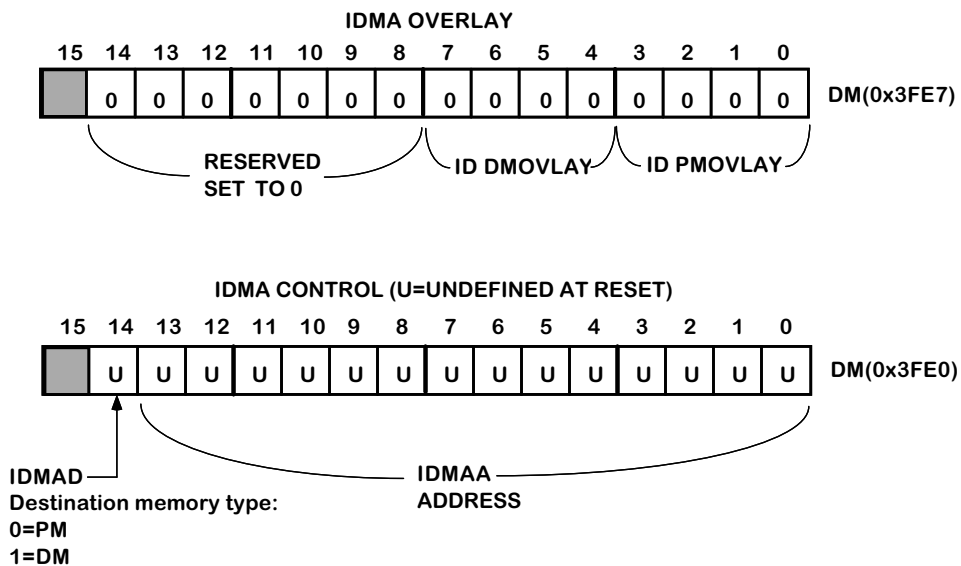 IDMA OVERLAY
15 14 13 12 11 10 9 8 7 6 5 4 3 2 1 0
0 0 0 0 0 0 0 0 0 0 0 0 0 0 0
DM(0x3FE7)
RESERVED
SET TO 0
ID DMOVLAY
ID PMOVLAY
IDMA CONTROL (U=UNDEFINED AT RESET)
15 14 13 12 11 10 9 8 7 6 5 4 3 2 1 0
U U U U U U U U U U U U U U U
DM(0x3FE0)
IDMAD
Destination memory type:
0=PM
1=DM
IDMAA
ADDRESS